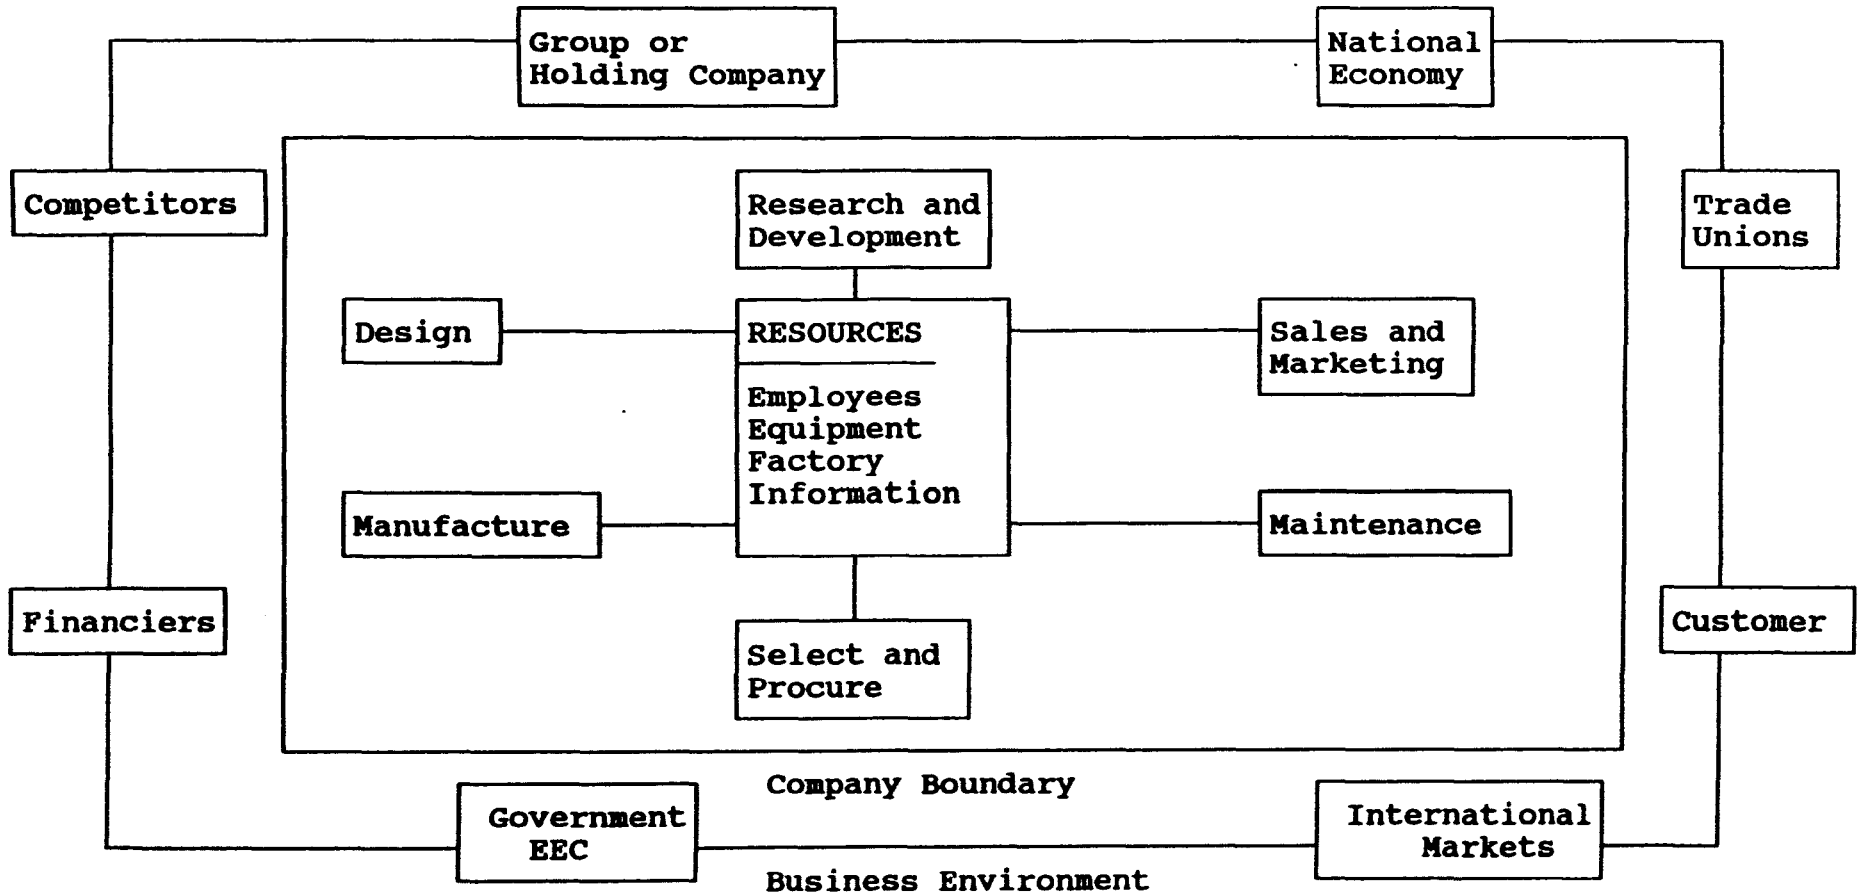 Group or
Holding Company
National
Economy
Competitors
Research and
Development
Trade
Unions
Design
RESOURCES
Sales and
Marketing
Employees
Equipment
Factory
Information
Manufacture
Maintenance
Financiers
Customer
Select and
Procure
Company Boundary
Government
EEC
International
Markets
Business Environment